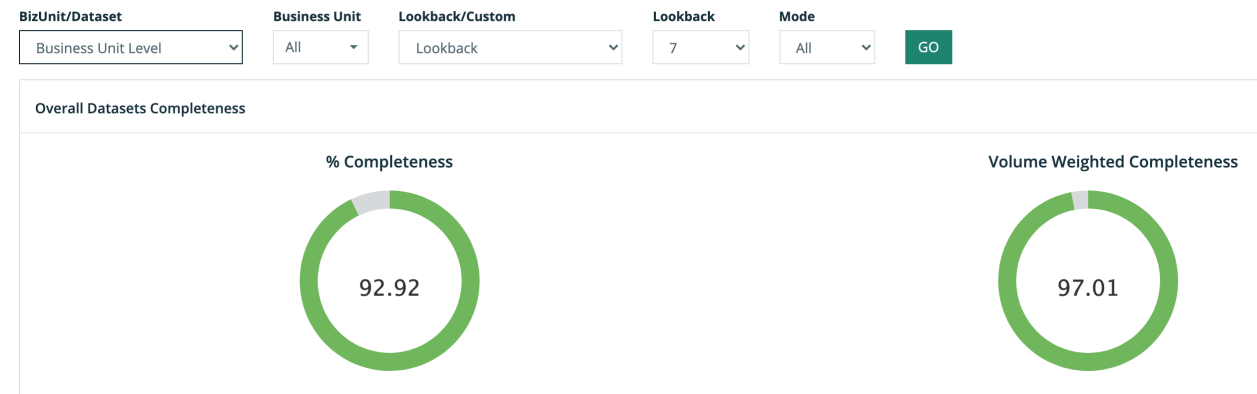 BizUnit/Dataset Business Unit Lookback/Custom Lookback Mode
Business Unit Level All Lookback 7 All GO
Overall Datasets Completeness
% Completeness Volume Weighted Completeness
92.92 97.01